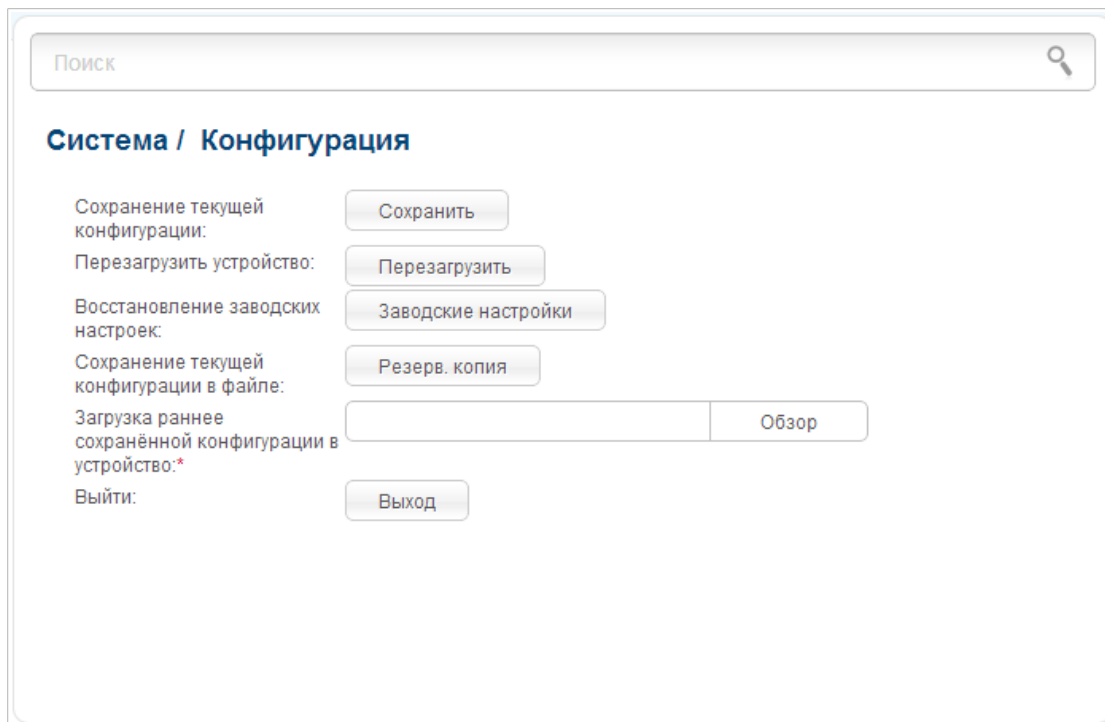 Поиск
Система / Конфигурация
Сохранение текущей
конфигурации:
Сохранить
Перезагрузить устройство:
Перезагрузить
Восстановление заводских
настроек:
Заводские настройки
Сохранение текущей
конфигурации в файле:
Резерв. копия
Загрузка раннее
сохранённой конфигурации в
устройство:*
Обзор
Выйти:
Выход